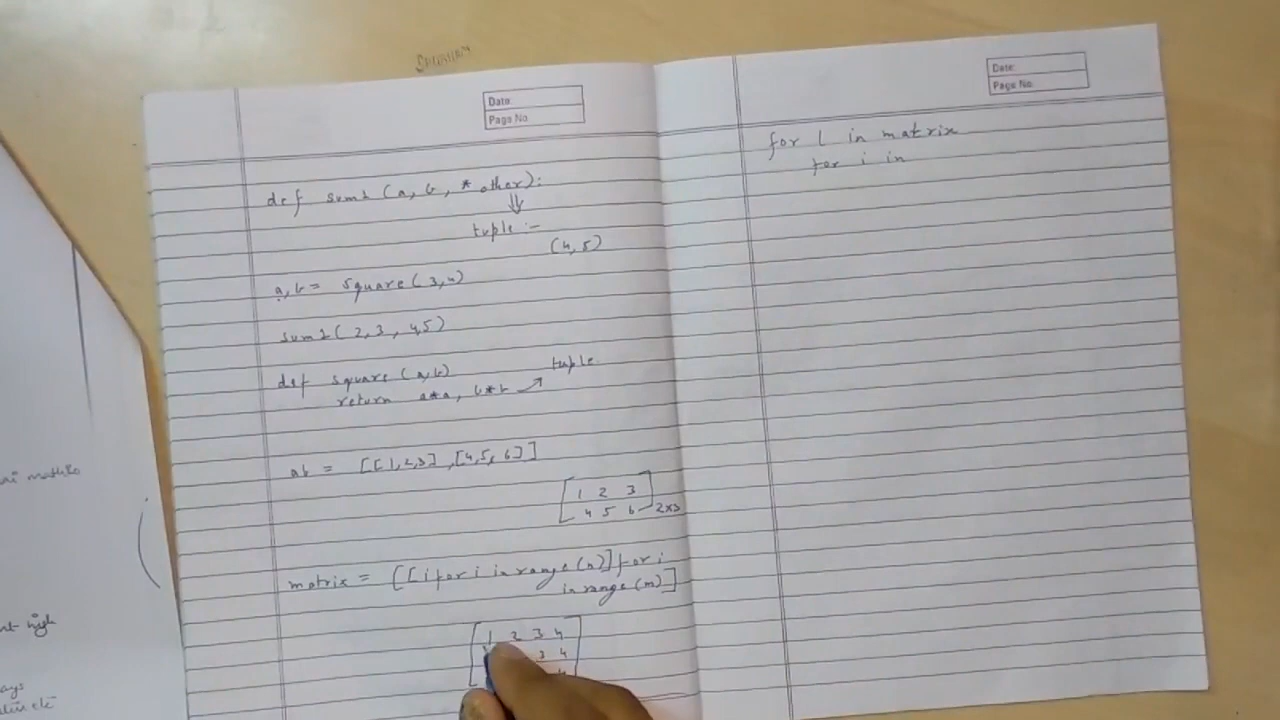 SHUBHAM
Date:
Page No.
def sum1 (a, b, * other):
tuple :-
(4,5)
a, b = square(3,4)
sum1(2,3, 4,5)
def square (a,b)
return a*a, b*b
tuple
ab = [[1,2,3],[4,5,6]]
1 2 3
4 5 6
2x3
matrix = [[i for i in range(n)] for i
in range(m)]
1 2 3 4
3 4
4
Date:
Page No.
for l in matrix
for i in